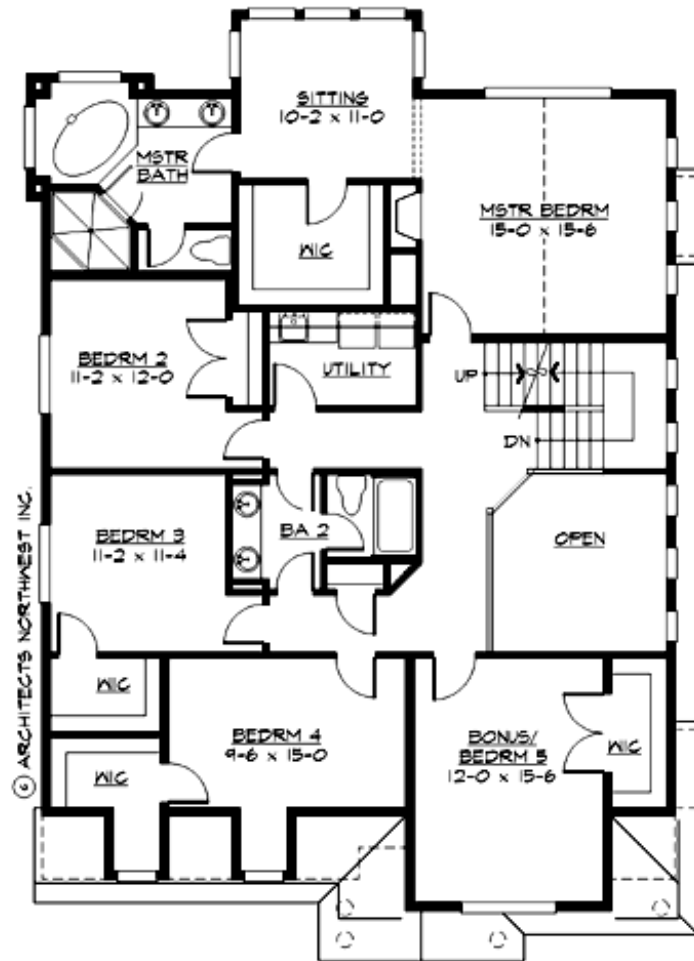 SITTING
10-2 x 11-0
MSTR
BATH
MSTR BEDRM
15-0 x 15-6
WIC
BEDRM 2
11-2 x 12-0
UTILITY
UP
DN
BEDRM 3
11-2 x 11-4
BA 2
OPEN
WIC
BEDRM 4
9-6 x 15-0
BONUS/
BEDRM 5
12-0 x 15-6
WIC
WIC
© ARCHITECTS NORTHWEST INC.